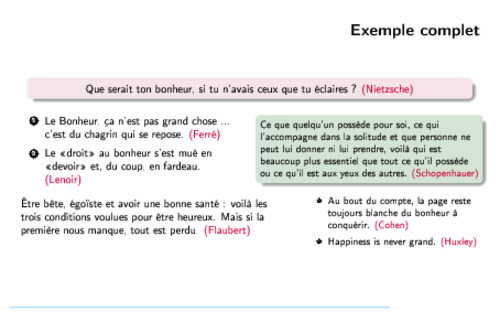 Exemple complet
Que serait ton bonheur, si tu n'avais ceux que tu éclaires ? (Nietzsche)
1 Le Bonheur, ça n'est pas grand chose ...
c'est du chagrin qui se repose. (Ferré)
2 Le «droit» au bonheur s'est mué en
«devoir» et, du coup, en fardeau.
(Lenoir)
Ce que quelqu'un possède pour soi, ce qui
l'accompagne dans la solitude et que personne ne
peut lui donner ni lui prendre, voilà qui est
beaucoup plus essentiel que tout ce qu'il possède
ou ce qu'il est aux yeux des autres. (Schopenhauer)
Être bête, égoïste et avoir une bonne santé : voilà les
trois conditions voulues pour être heureux. Mais si la
première nous manque, tout est perdu. (Flaubert)
Au bout du compte, la page reste
toujours blanche du bonheur à
conquérir. (Cohen)
Happiness is never grand. (Huxley)